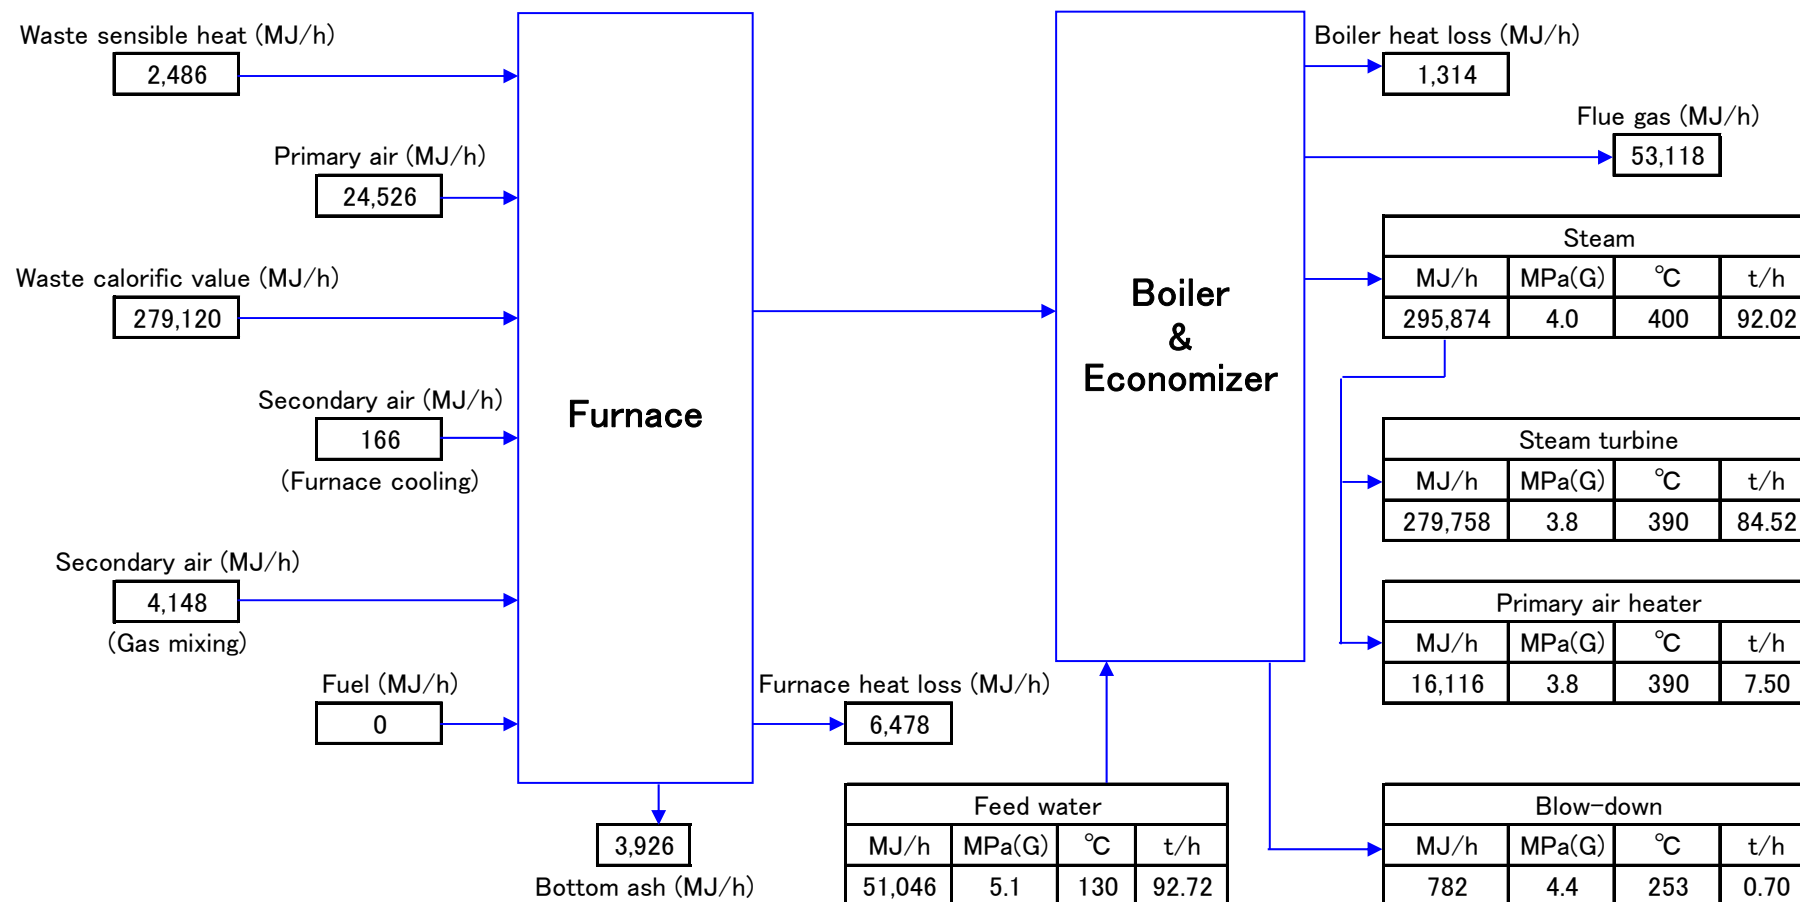 Waste sensible heat (MJ/h)
2,486
Primary air (MJ/h)
24,526
Waste calorific value (MJ/h)
279,120
Secondary air (MJ/h)
166
(Furnace cooling)
Secondary air (MJ/h)
4,148
(Gas mixing)
Fuel (MJ/h)
0
Furnace
3,926
Bottom ash (MJ/h)
Furnace heat loss (MJ/h)
6,478
Boiler
&
Economizer
Feed water
MJ/h MPa(G) ℃ t/h
51,046 5.1 130 92.72
Boiler heat loss (MJ/h)
1,314
Flue gas (MJ/h)
53,118
Steam
MJ/h MPa(G) ℃ t/h
295,874 4.0 400 92.02
Steam turbine
MJ/h MPa(G) ℃ t/h
279,758 3.8 390 84.52
Primary air heater
MJ/h MPa(G) ℃ t/h
16,116 3.8 390 7.50
Blow-down
MJ/h MPa(G) ℃ t/h
782 4.4 253 0.70